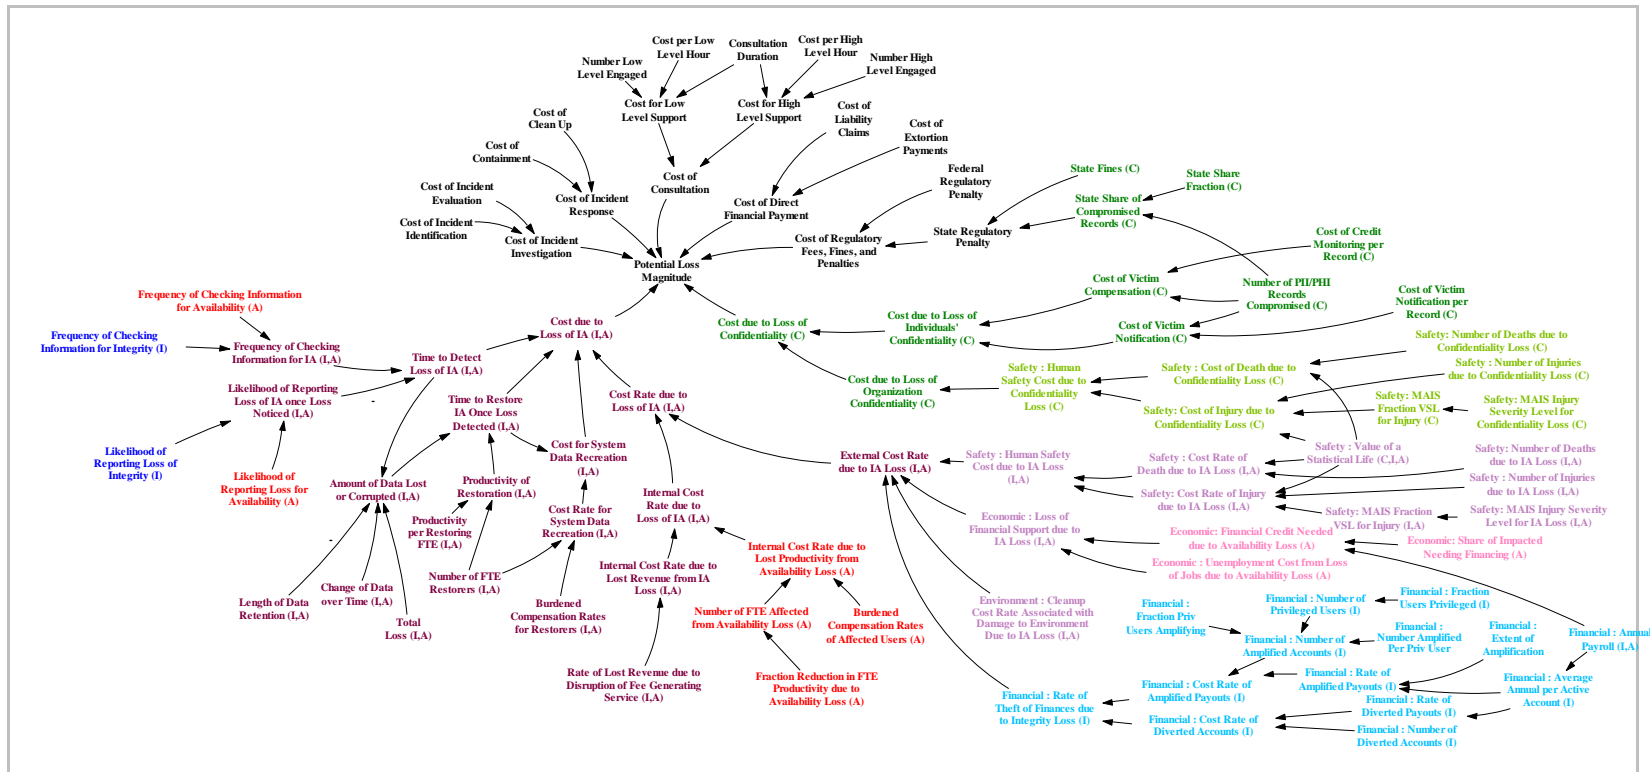 Cost per Low
Level Hour
Consultation
Duration
Cost per High
Level Hour
Number Low
Level Engaged
Number High
Level Engaged
Cost for Low
Level Support
Cost for High
Level Support
Cost of
Liability
Claims
Cost of
Clean Up
Cost of
Extortion
Payments
Cost of
Containment
Cost of
Consultation
Federal
Regulatory
Penalty
State Fines (C)
State Share
Fraction (C)
Cost of Incident
Evaluation
Cost of Incident
Response
Cost of Direct
Financial Payment
State Share of
Compromised
Records (C)
Cost of Incident
Identification
Cost of Incident
Investigation
Cost of Regulatory
Fees, Fines, and
Penalties
State Regulatory
Penalty
Cost of Credit
Monitoring per
Record (C)
Potential Loss
Magnitude
Cost of Victim
Compensation (C)
Number of PII/PHI
Records
Compromised (C)
Cost of Victim
Notification per
Record (C)
Frequency of Checking Information
for Availability (A)
Frequency of Checking
Information for Integrity (I)
Frequency of Checking
Information for IA (I,A)
Cost due to
Loss of IA (I,A)
Cost due to Loss of
Confidentiality (C)
Cost due to Loss of
Individuals'
Confidentiality (C)
Cost of Victim
Notification (C)
Safety: Number of Deaths due to
Confidentiality Loss (C)
Time to Detect
Loss of IA (I,A)
Safety : Human
Safety Cost due to
Confidentiality
Loss (C)
Safety : Cost of Death due to
Confidentiality Loss (C)
Safety : Number of Injuries
due to Confidentiality Loss (C)
Likelihood of Reporting
Loss of IA once Loss
Noticed (I,A)
-
Time to Restore
IA Once Loss
Detected (I,A)
Cost Rate due to
Loss of IA (I,A)
Cost due to Loss of
Organization
Confidentiality (C)
Safety: Cost of Injury due to
Confidentiality Loss (C)
Safety: MAIS
Fraction VSL
for Injury (C)
Safety: MAIS Injury
Severity Level for
Confidentiality Loss (C)
Likelihood of
Reporting Loss of
Integrity (I)
Likelihood of
Reporting Loss for
Availability (A)
Cost for System
Data Recreation
(I,A)
External Cost Rate
due to IA Loss (I,A)
Safety : Human Safety
Cost due to IA Loss
(I,A)
Safety : Cost Rate of
Death due to IA Loss (I,A)
Safety : Value of a
Statistical Life (C,I,A)
Safety: Number of Deaths
due to IA Loss (I,A)
Amount of Data Lost
or Corrupted (I,A)
Productivity of
Restoration (I,A)
Internal Cost
Rate due to
Loss of IA (I,A)
Safety: Cost Rate of Injury
due to IA Loss (I,A)
Safety : Number of Injuries
due to IA Loss (I,A)
Productivity
per Restoring
FTE (I,A)
Cost Rate for
System Data
Recreation (I,A)
Economic : Loss of
Financial Support due to
IA Loss (I,A)
Safety: MAIS Fraction
VSL for Injury (I,A)
Safety: MAIS Injury Severity
Level for IA Loss (I,A)
-
Economic: Financial Credit Needed
due to Availability Loss (A)
Economic: Share of Impacted
Needing Financing (A)
Internal Cost Rate due to
Lost Productivity from
Availability Loss (A)
Economic : Unemployment Cost from Loss
of Jobs due to Availability Loss (A)
Number of FTE
Restorers (I,A)
Internal Cost Rate due to
Lost Revenue from IA
Loss (I,A)
Length of Data
Retention (I,A)
Change of Data
over Time (I,A)
Total
Loss (I,A)
Burdened
Compensation Rates
for Restorers (I,A)
Number of FTE Affected
from Availability Loss (A)
Burdened
Compensation Rates
of Affected Users (A)
Environment : Cleanup
Cost Rate Associated with
Damage to Environment
Due to IA Loss (I,A)
Financial :
Fraction Priv
Users Amplifying
Financial : Number of
Privileged Users (I)
Financial : Fraction
Users Privileged (I)
Financial : Number of
Amplified Accounts (I)
Financial :
Number Amplified
Per Priv User
Financial :
Extent of
Amplification
Financial : Annual
Payroll (I,A)
Rate of Lost Revenue due to
Disruption of Fee Generating
Service (I,A)
Fraction Reduction in FTE
Productivity due to
Availability Loss (A)
Financial : Rate of
Theft of Finances due
to Integrity Loss (I)
Financial : Cost Rate of
Amplified Payouts (I)
Financial : Rate of
Amplified Payouts (I)
Financial : Average
Annual per Active
Account (I)
Financial : Cost Rate of
Diverted Accounts (I)
Financial : Rate of
Diverted Payouts (I)
Financial : Number of
Diverted Accounts (I)